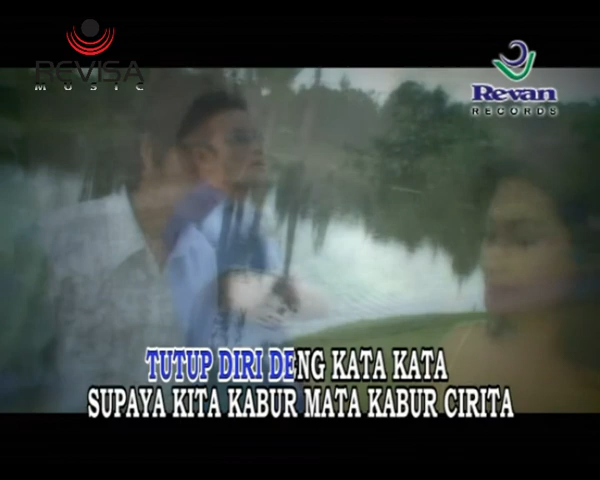 REVISA
MUSIC
Revan
RECORDS
TUTUP DIRI DENG KATA KATA
SUPAYA KITA KABUR MATA KABUR CIRITA